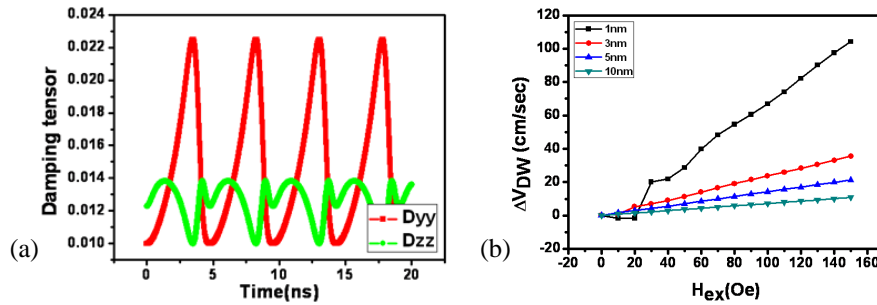 0.024
0.022
0.020
0.018
0.016
0.014
0.012
0.010
Damping tensor
Dyy
Dzz
0 5 10 15 20
Time(ns)
(a)
120
100
80
60
40
20
0
-20
ΔV_DW (cm/sec)
1nm
3nm
5nm
10nm
-20 0 20 40 60 80 100 120 140 160
H_ex(Oe)
(b)